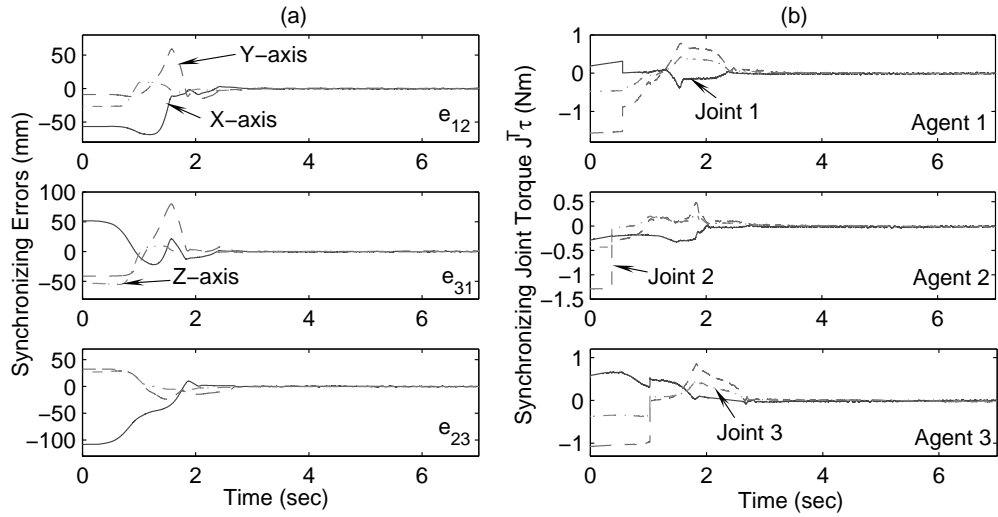 (a)
(b)
Synchronizing Errors (mm)
50
0
−50
Y−axis
X−axis
e12
0
2
4
6
100
50
0
−50
Z−axis
e31
0
2
4
6
50
0
−50
−100
e23
0
2
4
6
Time (sec)
Synchronizing Joint Torque J^T τ (Nm)
1
0
−1
Joint 1
Agent 1
0
2
4
6
0.5
0
−0.5
−1
−1.5
Joint 2
Agent 2
0
2
4
6
1
0
−1
Joint 3
Agent 3
0
2
4
6
Time (sec)